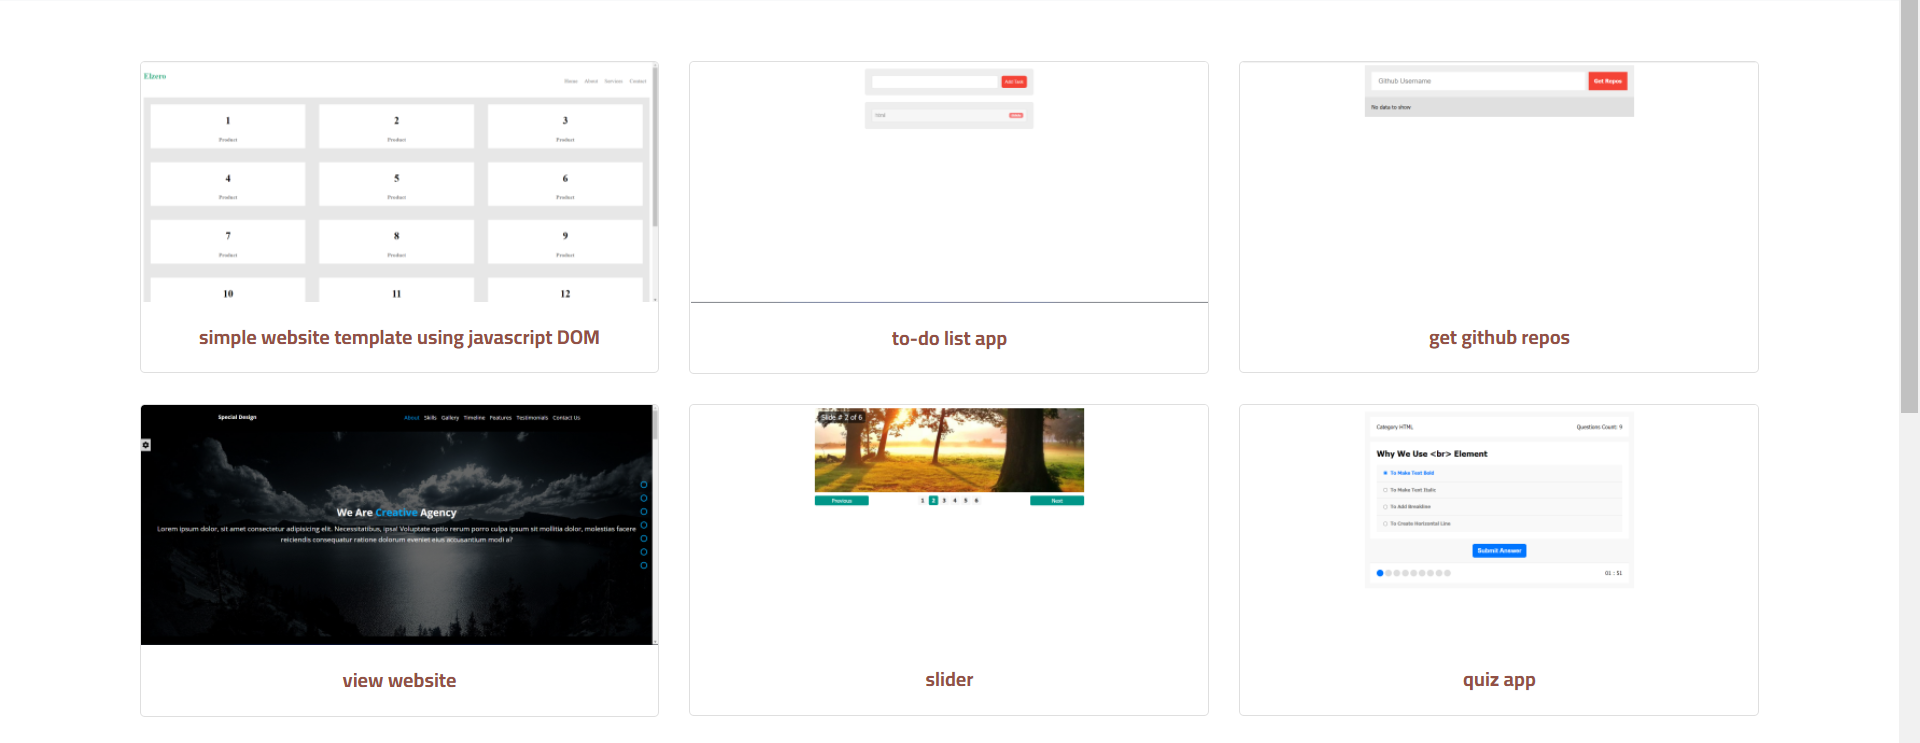 Elzero
Home About Services Contact
1
Product
2
Product
3
Product
4
Product
5
Product
6
Product
7
Product
8
Product
9
Product
10
11
12
simple website template using javascript DOM
Add Task
to-do list app
Github Username
Get Repos
No data to show
get github repos
Special Design
About Skills Gallery Timeline Features Testimonials Contact Us
We Are Creative Agency
Lorem ipsum dolor, sit amet consectetur adipisicing elit. Necessitatibus, ipsa! Voluptate optio rerum porro culpa ipsum sit mollitia dolor, molestias facere
reiciendis consequatur ratione dolorum eveniet eius accusantium modi a!?
view website
Slide # 2 of 6
Previous
1 2 3 4 5 6
Next
slider
Category HTML
Questions Count: 9
Why We Use <br> Element
To Make Text Bold
To Make Text Italic
To Add Breakline
To Create Horizontal Line
Submit Answer
01 : 51
quiz app